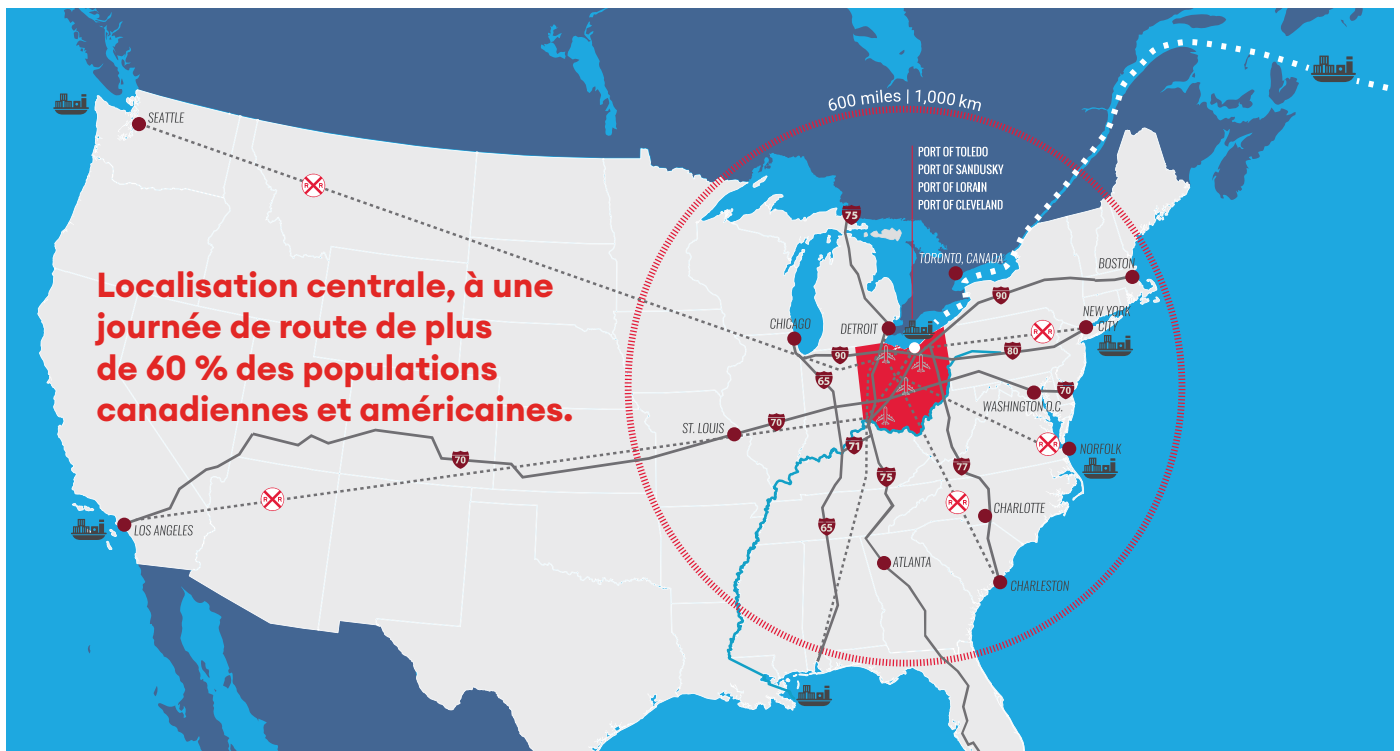 600 miles | 1,000 km
SEATTLE
R R
PORT OF TOLEDO
PORT OF SANDUSKY
PORT OF LORAIN
PORT OF CLEVELAND
75
TORONTO, CANADA
BOSTON
90
Localisation centrale, à une
journée de route de plus
de 60 % des populations
canadiennes et américaines.
CHICAGO
DETROIT
NEW YORK
CITY
R R
90
80
65
70
WASHINGTON D.C.
ST. LOUIS
70
71
R R
NORFOLK
70
77
75
R R
R R
CHARLOTTE
LOS ANGELES
65
ATLANTA
CHARLESTON